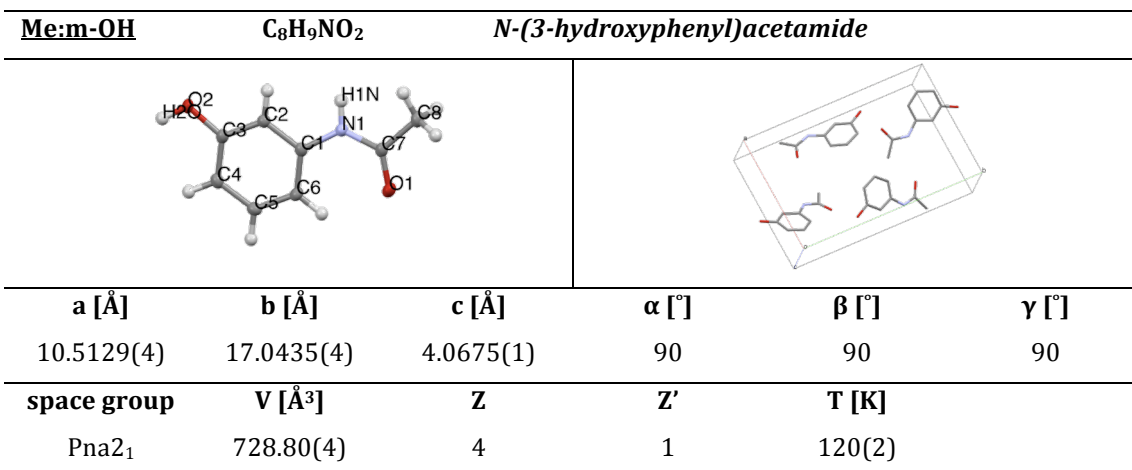 Me:m-OH C₈H₉NO₂ N-(3-hydroxyphenyl)acetamide
H1N
O2
H2O
C2
C8
N1
C3
C1
C7
C4
O1
C6
C5
a
b
o
c
a [Å] b [Å] c [Å] α [°] β [°] γ [°]
10.5129(4) 17.0435(4) 4.0675(1) 90 90 90
space group V [Å³] Z Z’ T [K]
Pna2₁ 728.80(4) 4 1 120(2)